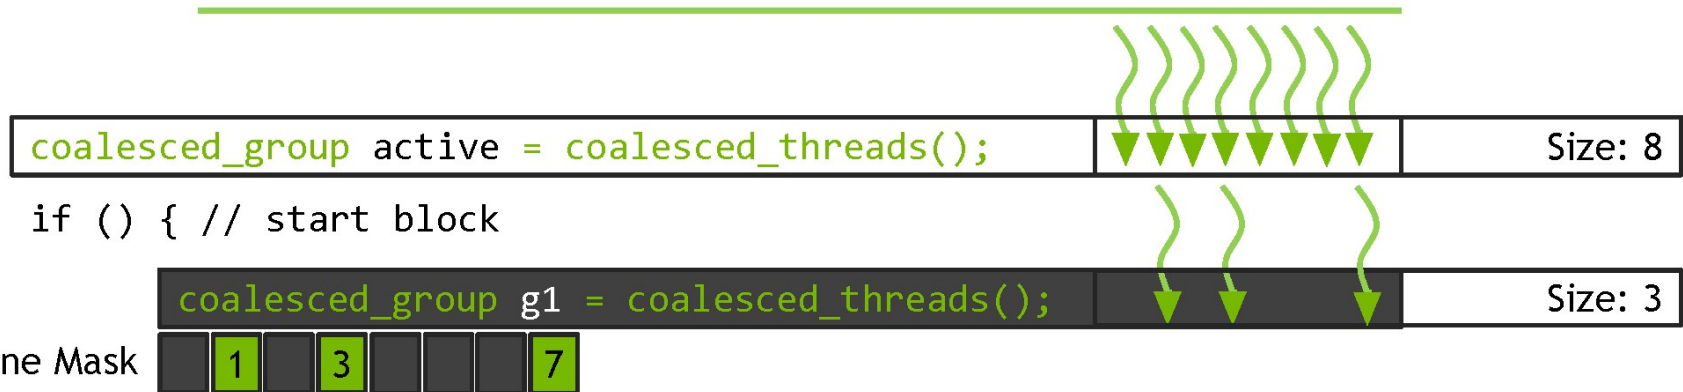 coalesced_group active = coalesced_threads(); Size: 8
if () { // start block
coalesced_group g1 = coalesced_threads(); Size: 3
ne Mask 1 3 7